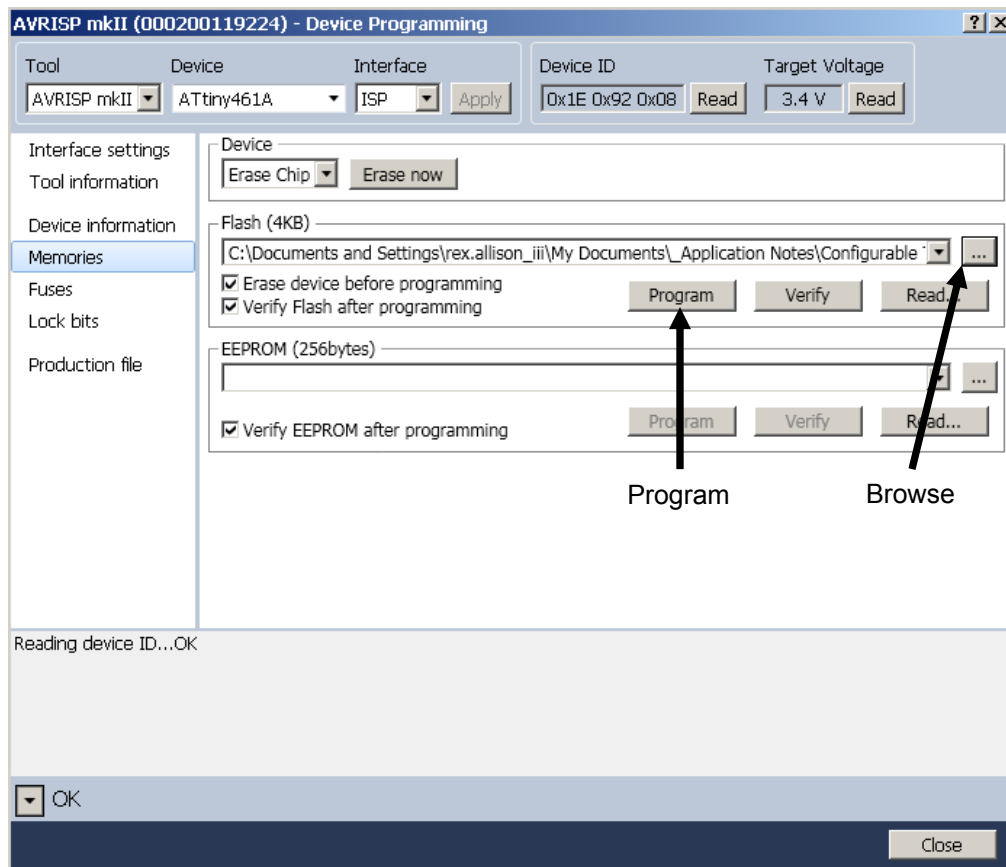 AVRISP mkII (000200119224) - Device Programming
Tool Device Interface Device ID Target Voltage
AVRISP mkII ATtiny461A ISP Apply 0x1E 0x92 0x08 Read 3.4 V Read
Interface settings
Tool information
Device information
Memories
Fuses
Lock bits
Production file
Device
Erase Chip Erase now
Flash (4KB)
C:\Documents and Settings\rex.allison_iii\My Documents\_Application Notes\Configurable ...
Erase device before programming
Verify Flash after programming
Program Verify Read...
EEPROM (256bytes)
...
Verify EEPROM after programming
Program Verify Read...
Program Browse
Reading device ID...OK
OK
Close